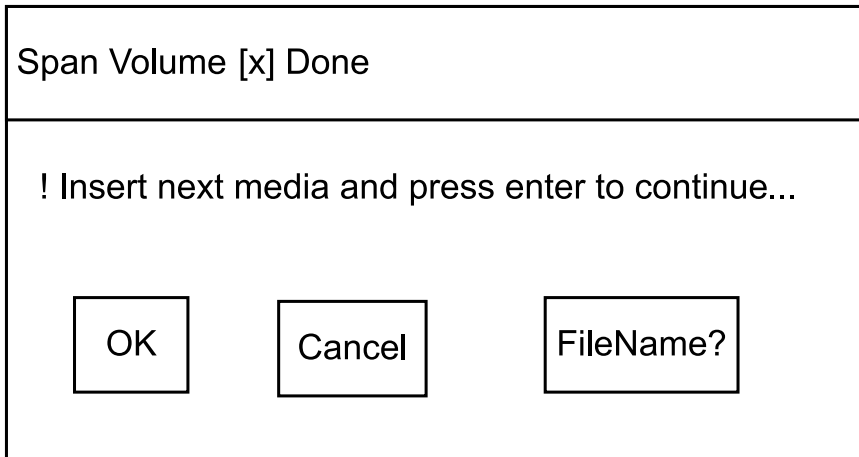 Span Volume [x] Done
! Insert next media and press enter to continue...
OK Cancel FileName?